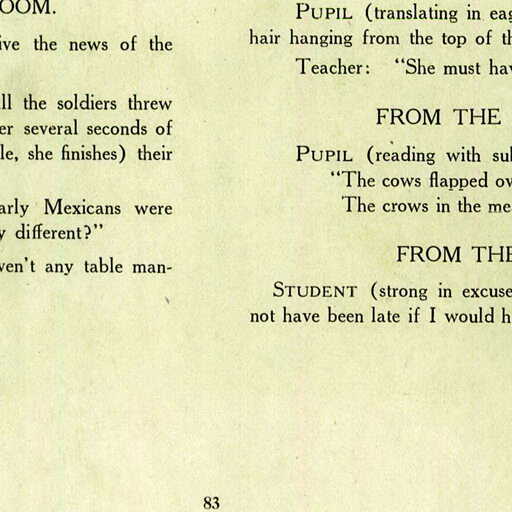 OOM.
ive the news of the
ll the soldiers threw
er several seconds of
le, she finishes) their
arly Mexicans were
y different?"
ven't any table man-
PUPIL (translating in eag
hair hanging from the top of th
Teacher: "She must hav
FROM THE
PUPIL (reading with sub
"The cows flapped ov
The crows in the me
FROM THE
STUDENT (strong in excuse
not have been late if I would h
83